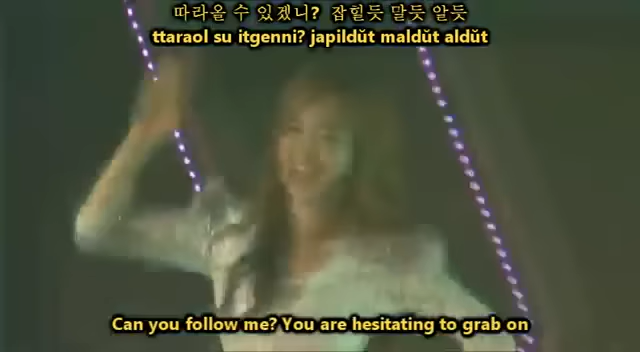 따라올 수 있겠니? 잡힐듯 말듯 알듯
ttaraol su itgenni? japildŭt maldŭt aldŭt
Can you follow me? You are hesitating to grab on